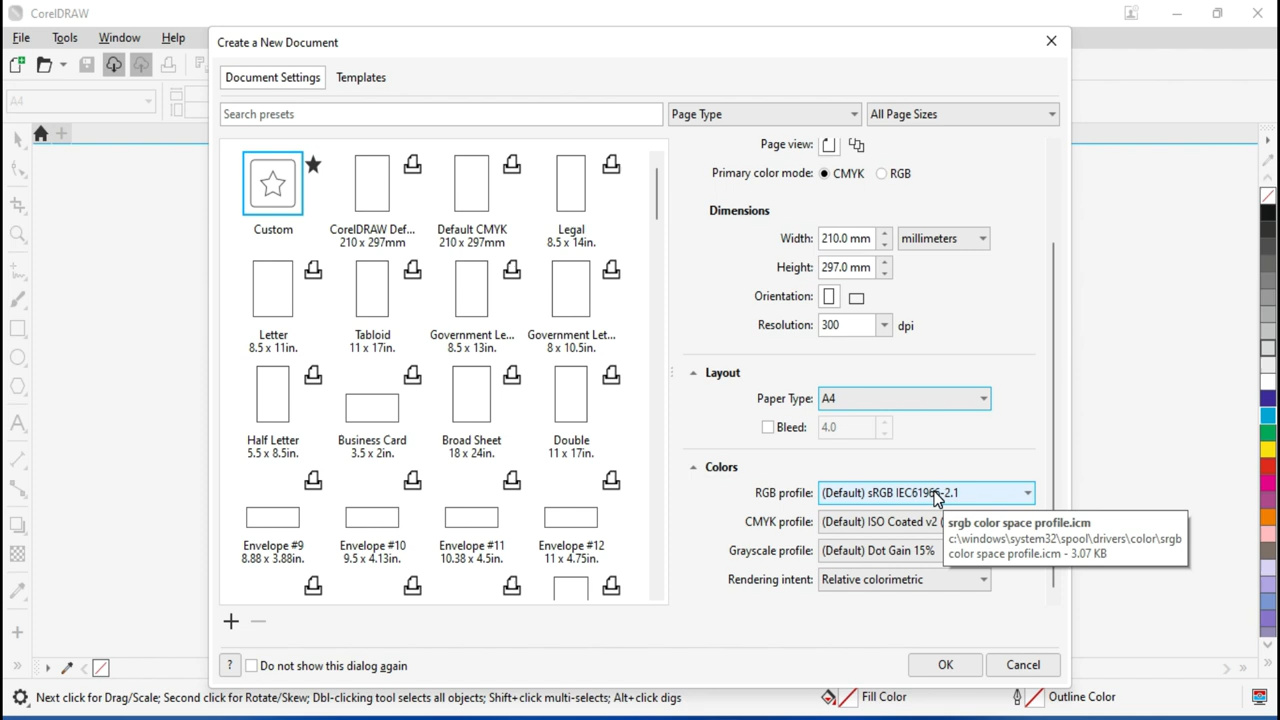 CorelDRAW
File Tools Window Help
Create a New Document
Document Settings Templates
A4
Search presets
Page Type
All Page Sizes
Custom
CorelDRAW Def...
210 x 297mm
Default CMYK
210 x 297mm
Legal
8.5 x 14in.
Letter
8.5 x 11in.
Tabloid
11 x 17in.
Government Le...
8.5 x 13in.
Government Let...
8 x 10.5in.
Half Letter
5.5 x 8.5in.
Business Card
3.5 x 2in.
Broad Sheet
18 x 24in.
Double
11 x 17in.
Envelope #9
8.88 x 3.88in.
Envelope #10
9.5 x 4.13in.
Envelope #11
10.38 x 4.5in.
Envelope #12
11 x 4.75in.
Page view:
Primary color mode: CMYK RGB
Dimensions
Width: 210.0 mm millimeters
Height: 297.0 mm
Orientation:
Resolution: 300 dpi
Layout
Paper Type: A4
Bleed: 4.0
Colors
RGB profile: (Default) sRGB IEC61966-2.1
CMYK profile: (Default) ISO Coated v2 (
Grayscale profile: (Default) Dot Gain 15%
Rendering intent: Relative colorimetric
srgb color space profile.icm
c:\windows\system32\spool\drivers\color\srgb
color space profile.icm - 3.07 KB
? Do not show this dialog again
OK Cancel
Next click for Drag/Scale; Second click for Rotate/Skew; Dbl-clicking tool selects all objects; Shift+click multi-selects; Alt+click digs
Fill Color
Outline Color